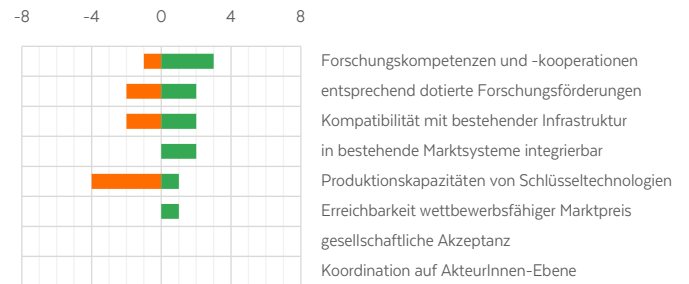 -8 -4 0 4 8
Forschungskompetenzen und -kooperationen
entsprechend dotierte Forschungsförderungen
Kompatibilität mit bestehender Infrastruktur
in bestehende Marktsysteme integrierbar
Produktionskapazitäten von Schlüsseltechnologien
Erreichbarkeit wettbewerbsfähiger Marktpreis
gesellschaftliche Akzeptanz
Koordination auf AkteurInnen-Ebene